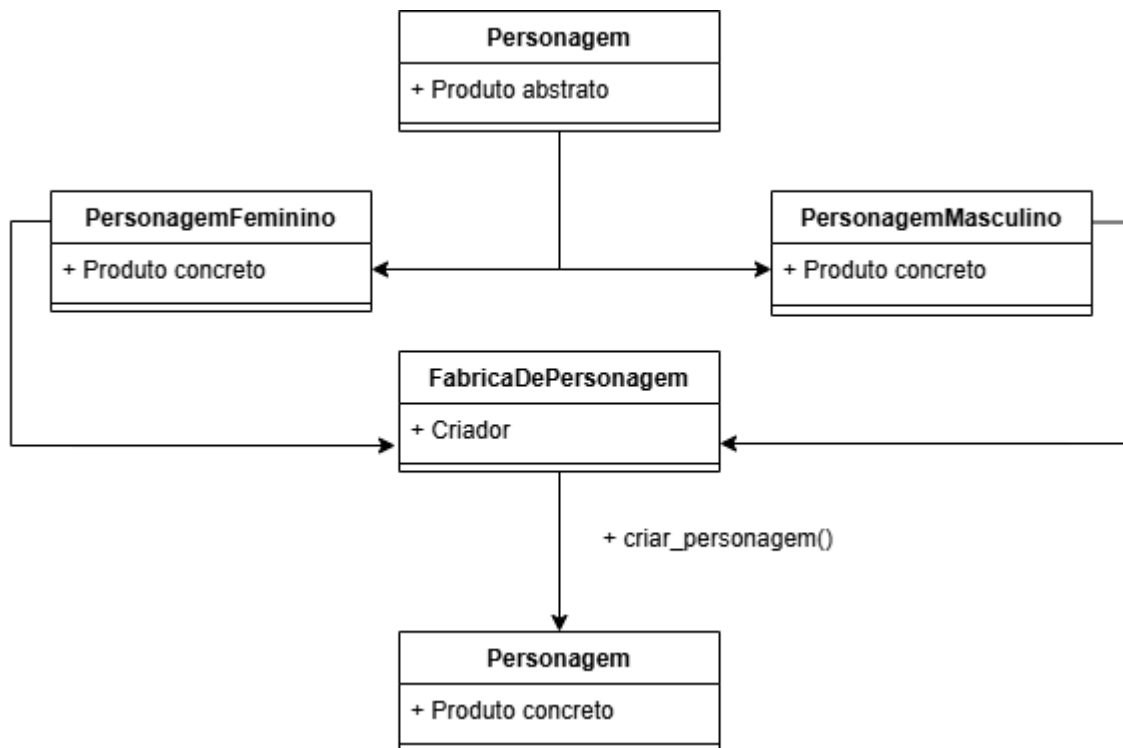 Personagem
+ Produto abstrato
PersonagemFeminino
+ Produto concreto
PersonagemMasculino
+ Produto concreto
FabricaDePersonagem
+ Criador
+ criar_personagem()
Personagem
+ Produto concreto